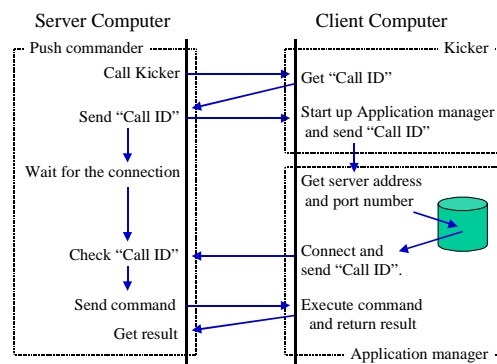 Server Computer
Client Computer
Push commander
Kicker
Call Kicker
Get “Call ID”
Send “Call ID”
Start up Application manager
and send “Call ID”
Wait for the connection
Get server address
and port number
Check “Call ID”
Connect and
send “Call ID”.
Send command
Execute command
and return result
Get result
Application manager